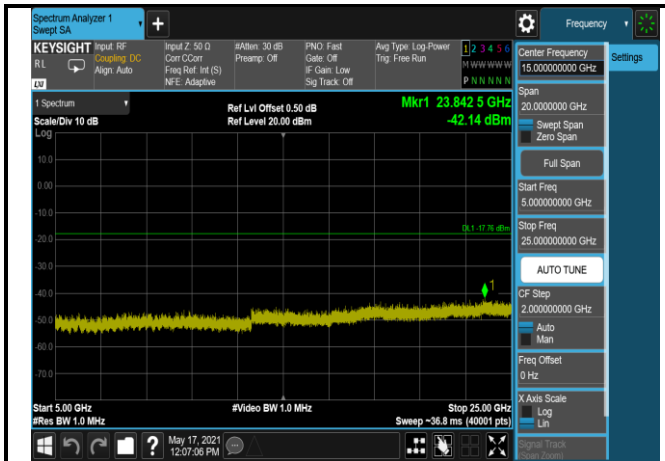 Spectrum Analyzer 1
Swept SA
+
Frequency
KEYSIGHT
RL
LXI
Input: RF
Coupling: DC
Align: Auto
Input Z: 50 Ω
Corr CCorr
Freq Ref: Int (S)
NFE: Adaptive
#Atten: 30 dB
Preamp: Off
PNO: Fast
Gate: Off
IF Gain: Low
Sig Track: Off
Avg Type: Log-Power
Trig: Free Run
1 2 3 4 5 6
M W W W W W
P N N N N N
1 Spectrum
Scale/Div 10 dB
Log
Ref Lvl Offset 0.50 dB
Ref Level 20.00 dBm
Mkr1 23.842 5 GHz
-42.14 dBm
10.0
0.00
-10.0
-20.0
-30.0
-40.0
-50.0
-60.0
-70.0
DL1 -17.76 dBm
1
Start 5.00 GHz
#Res BW 1.0 MHz
#Video BW 1.0 MHz
Stop 25.00 GHz
Sweep ~36.8 ms (40001 pts)
?
May 17, 2021
12:07:06 PM
Center Frequency
15.000000000 GHz
Settings
Span
20.0000000 GHz
Swept Span
Zero Span
Full Span
Start Freq
5.000000000 GHz
Stop Freq
25.000000000 GHz
AUTO TUNE
CF Step
2.000000000 GHz
Auto
Man
Freq Offset
0 Hz
X Axis Scale
Log
Lin
Signal Track
(Span Zoom)